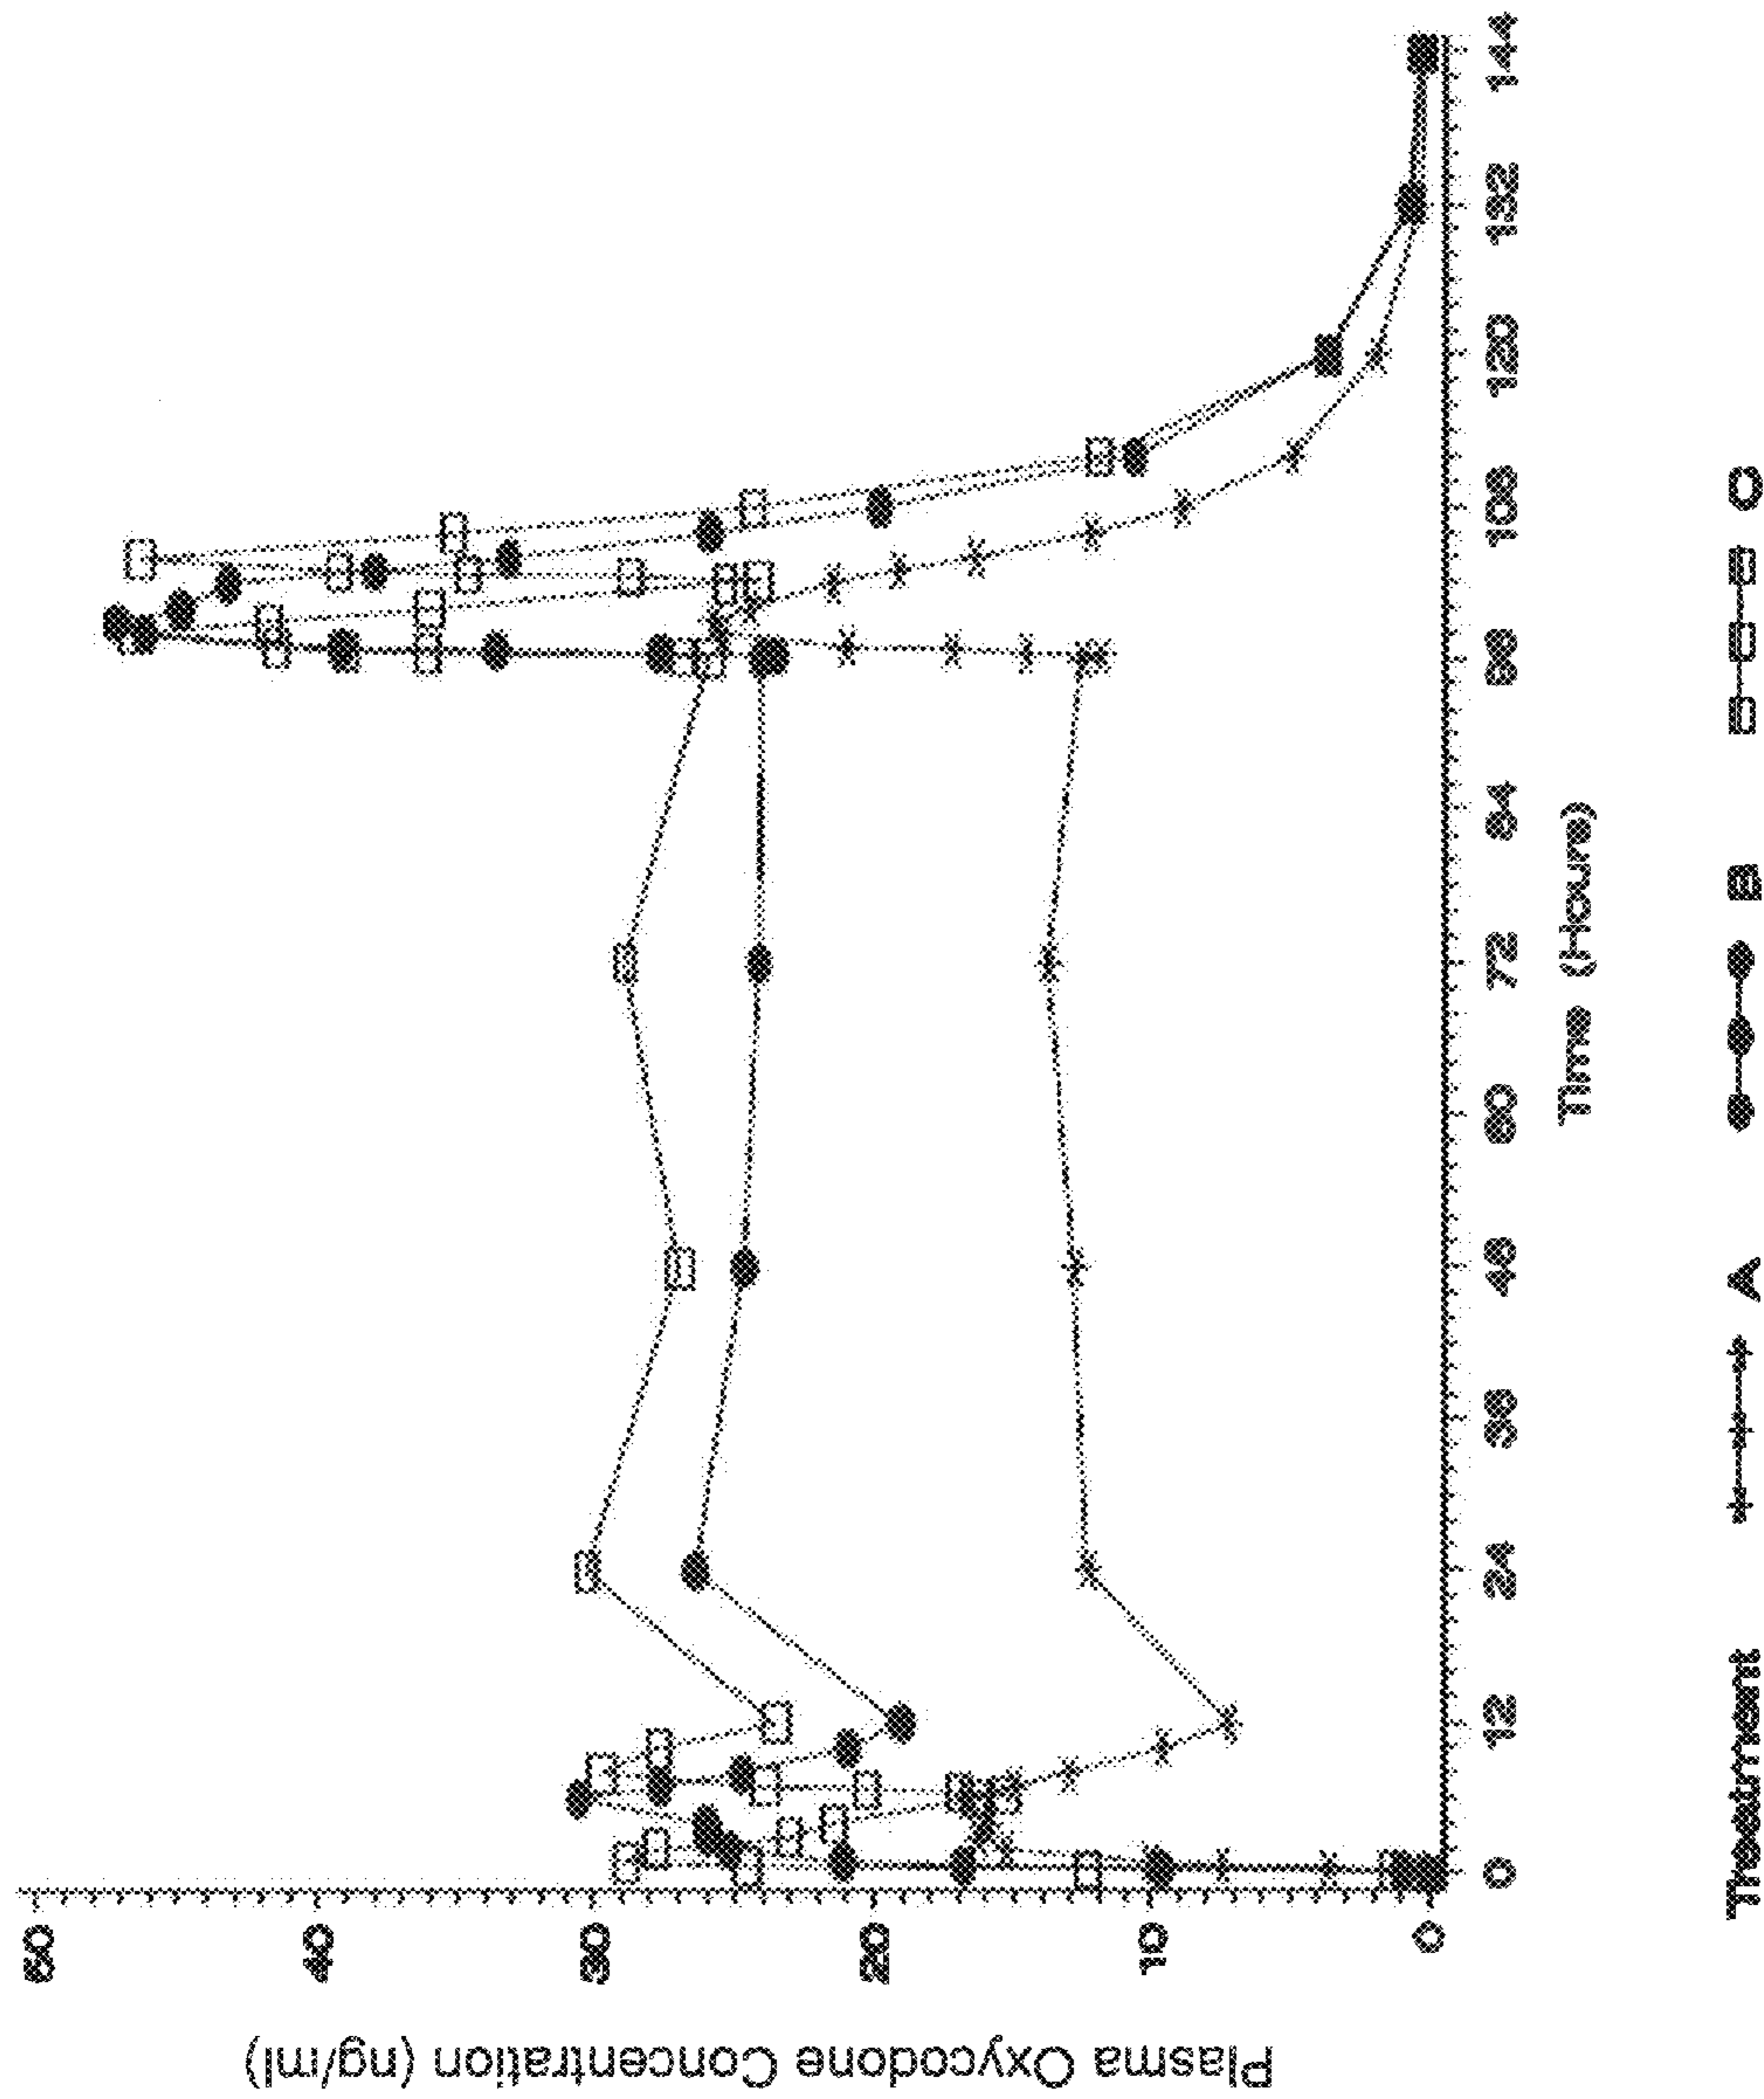 Plasma Oxycodone Concentration (ng/ml)
50
40
30
20
10
0
0 12 24 36 48 60 72 84 96 108 120 132 144
Time (Hours)
Treatment A B C